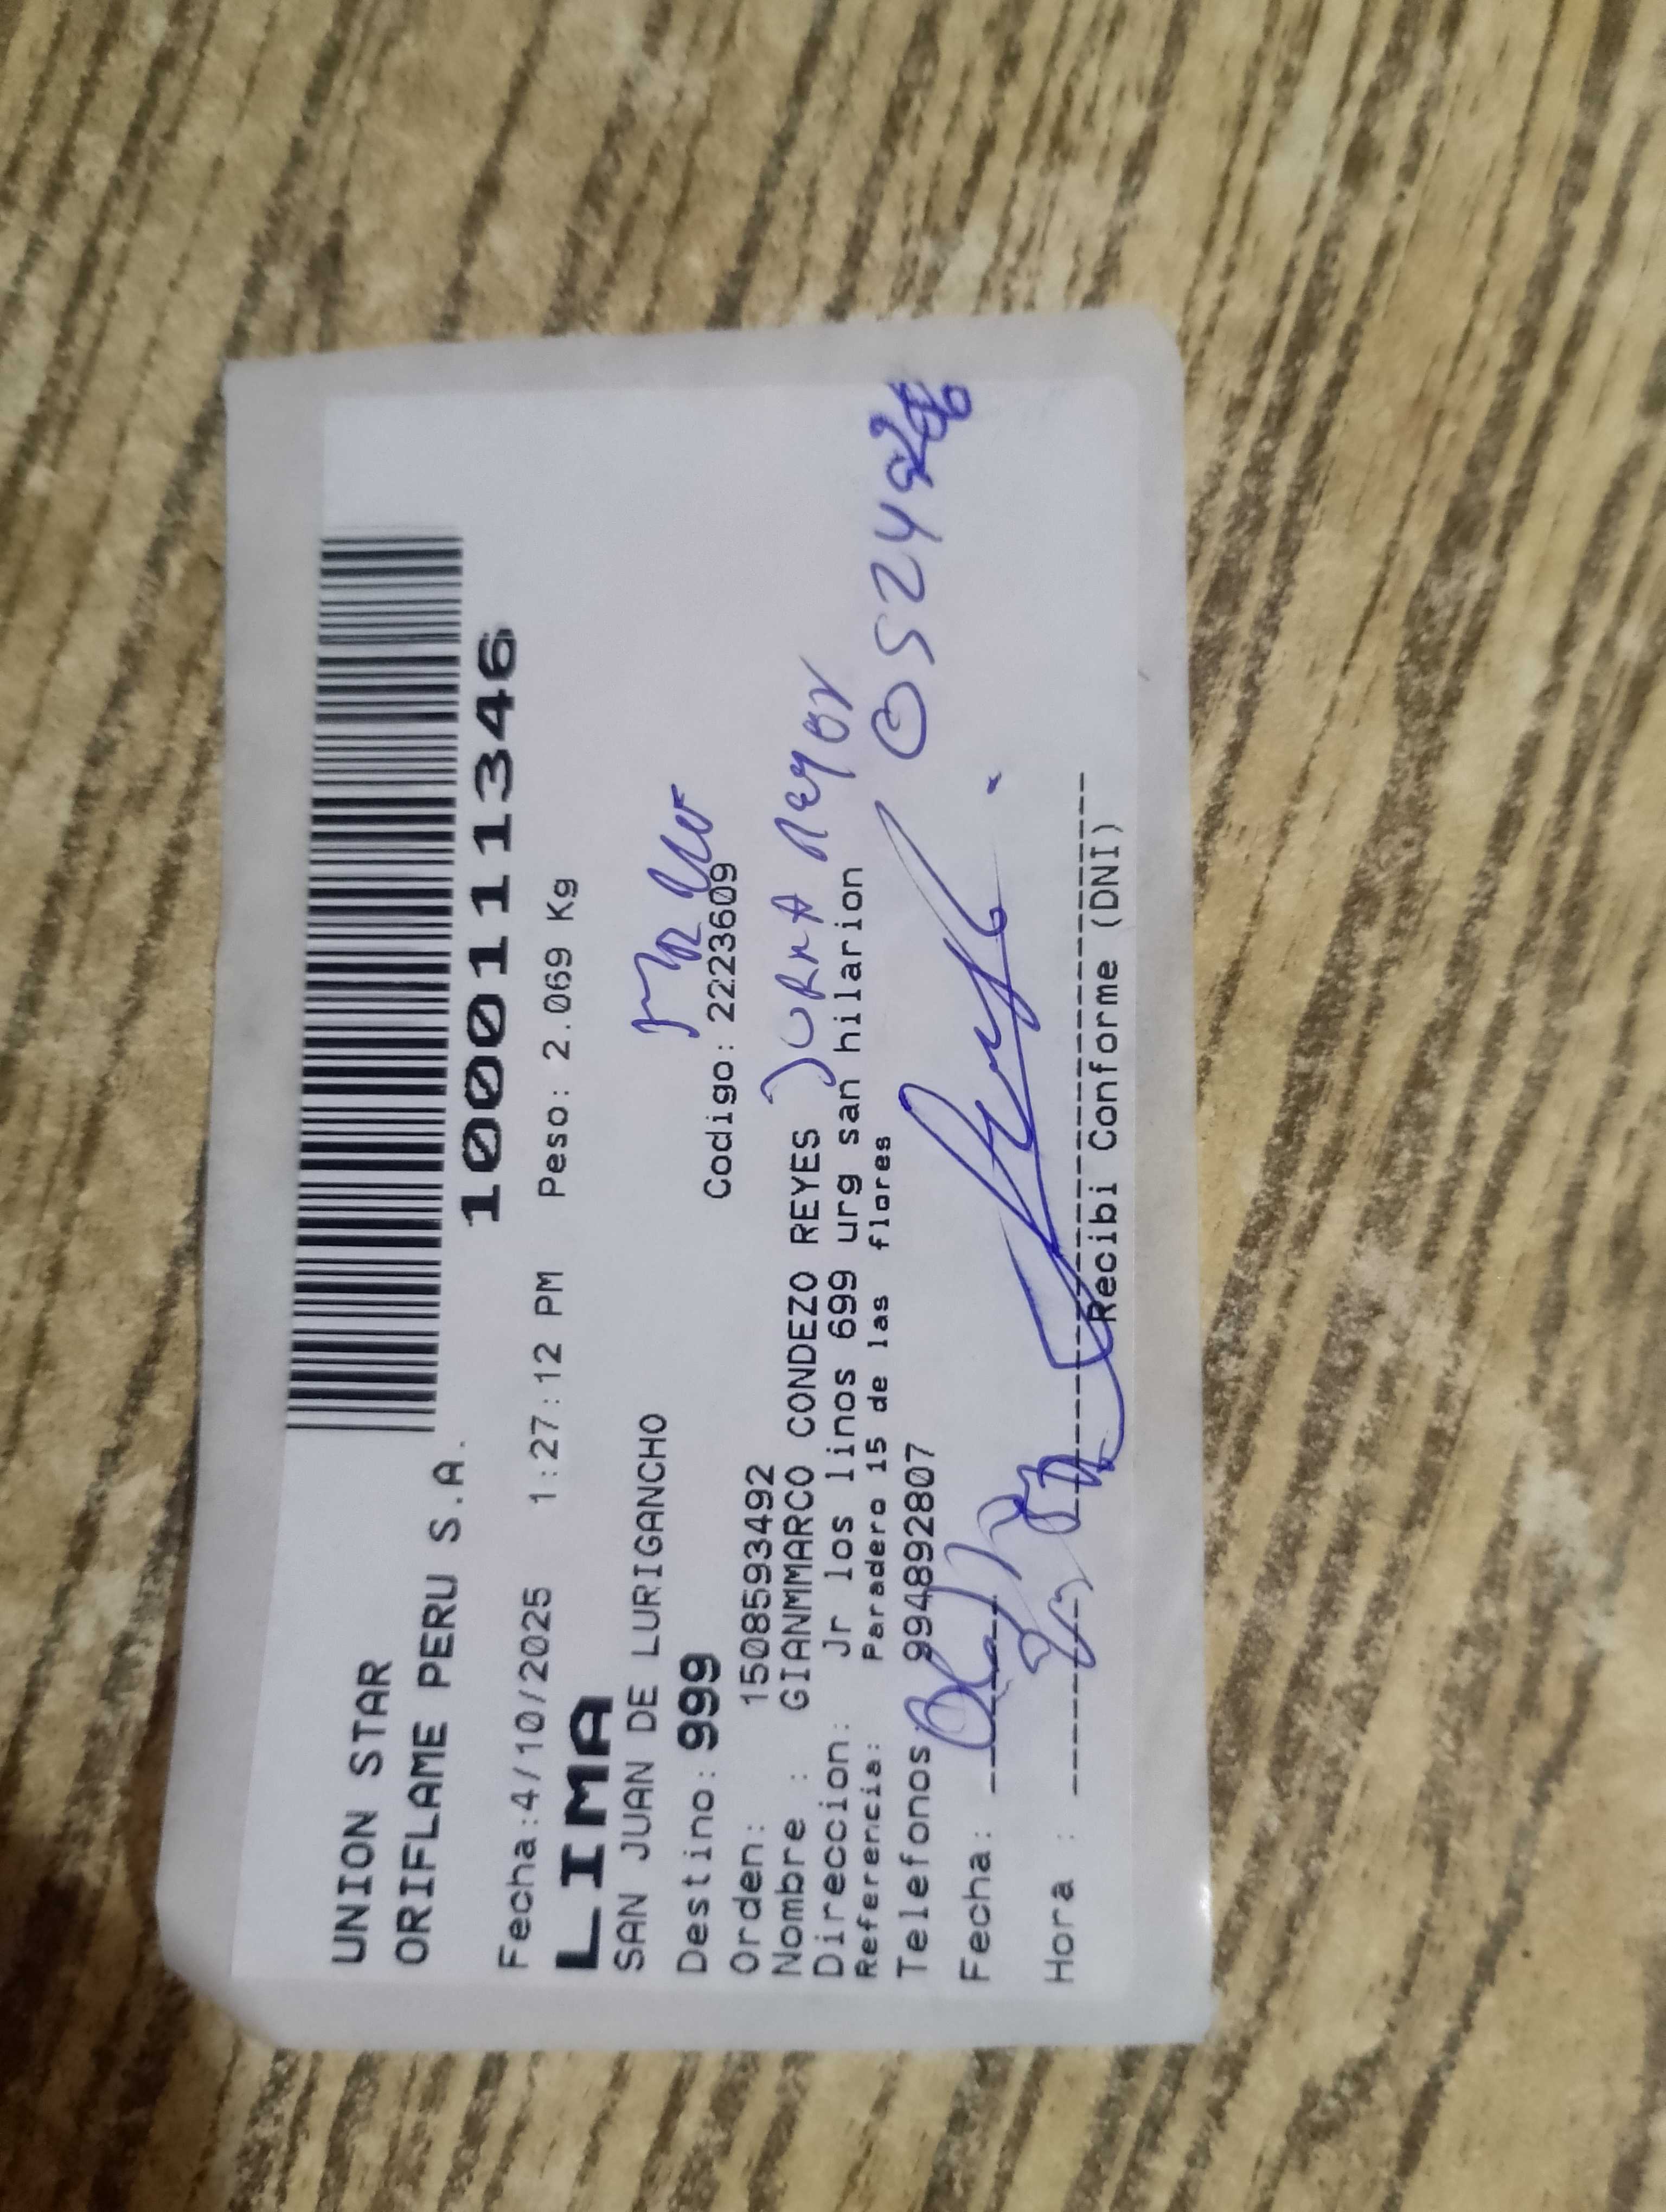 UNION STAR
ORIFLAME PERU S.A.
1000111346
Fecha:4/10/2025 1:27:12 PM Peso: 2.069 Kg
LIMA
SAN JUAN DE LURIGANCHO
Destino: 999
Codigo: 2223609
Orden: 1508593492
Nombre : GIANMMARCO CONDEZO REYES
Direccion: Jr los linos 699 urg san hilarion
Referencia: Paradero 15 de las flores
Telefonos 994892807
Fecha:
Hora :
Recibi Conforme (DNI)